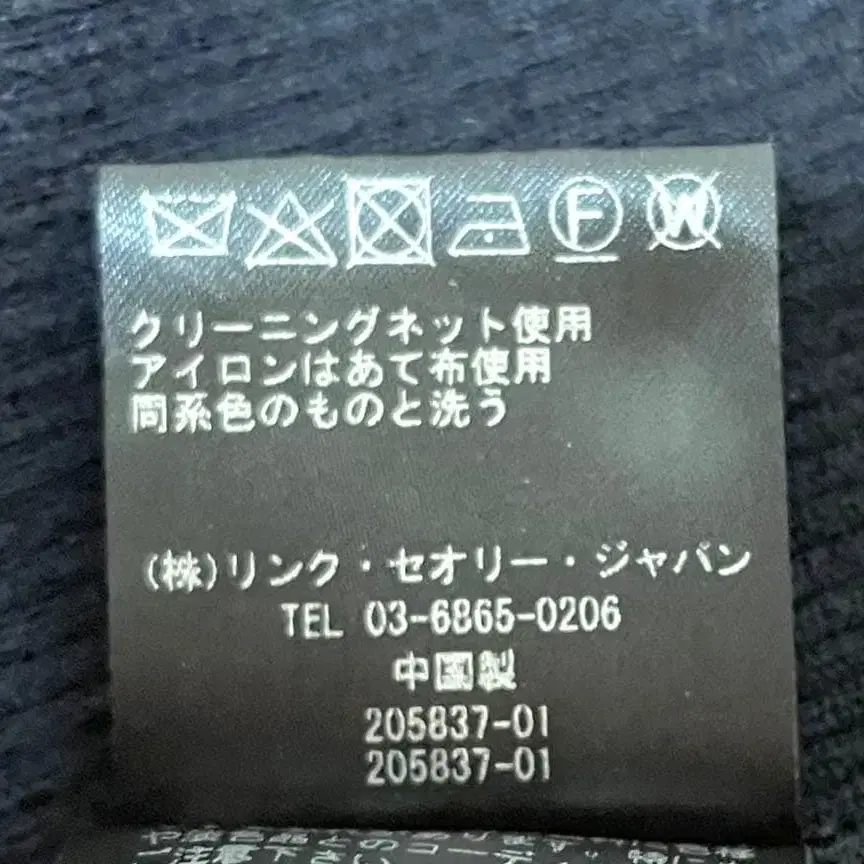 F W
クリーニングネット使用
アイロンはあて布使用
同系色のものと洗う
(株)リンク・セオリー・ジャパン
TEL 03-6865-0206
中国製
205837-01
205837-01